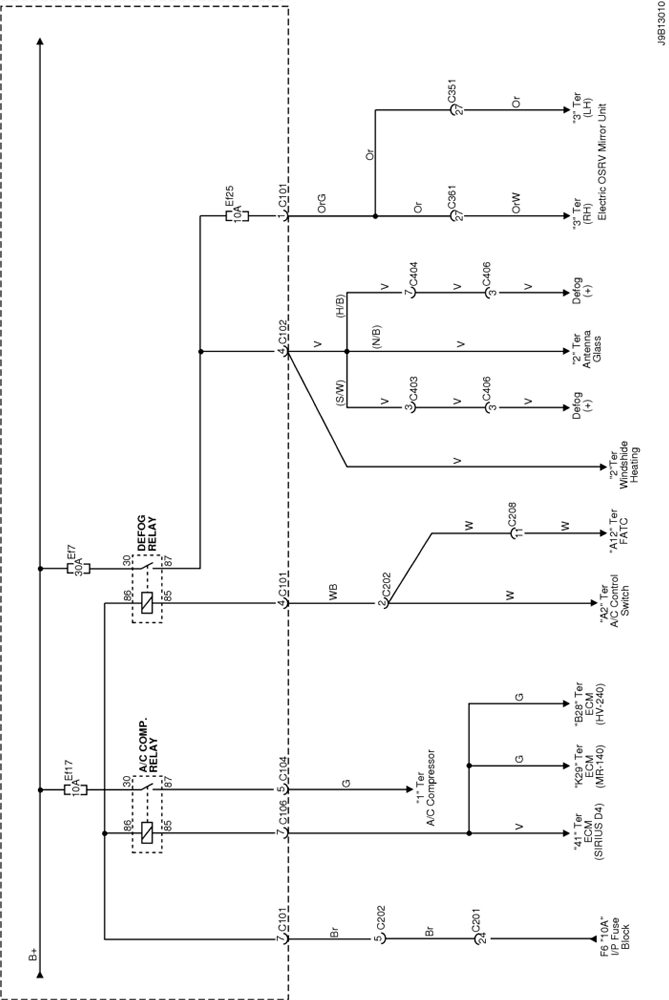 J9B13010
B+
Ef17
10A
Ef7
30A
Ef25
10A
A/C COMP.
RELAY
86
30
85
87
DEFOG
RELAY
86
30
85
87
7 C101
7 C106
5 C104
4 C101
4 C102
1 C101
Br
5 C202
Br
24 C201
F6 "10A"
I/P Fuse
Block
G
"1" Ter
A/C Compressor
V
"41" Ter
ECM
(SIRIUS D4)
G
"K29" Ter
ECM
(MR-140)
G
"B28" Ter
ECM
(HV-240)
WB
2 C202
W
"A2" Ter
A/C Control
Switch
W
11 C208
W
"A12" Ter
FATC
V
"2"Ter
Windshide
Heating
V
(S/W)
V
3 C403
V
3 C406
V
Defog
(+)
(N/B)
V
"2" Ter
Antenna
Glass
(H/B)
V
7 C404
V
3 C406
V
Defog
(+)
OrG
Or
27 C361
OrW
"3" Ter
(RH)
Or
27 C351
Or
"3" Ter
(LH)
Electric OSRV Mirror Unit